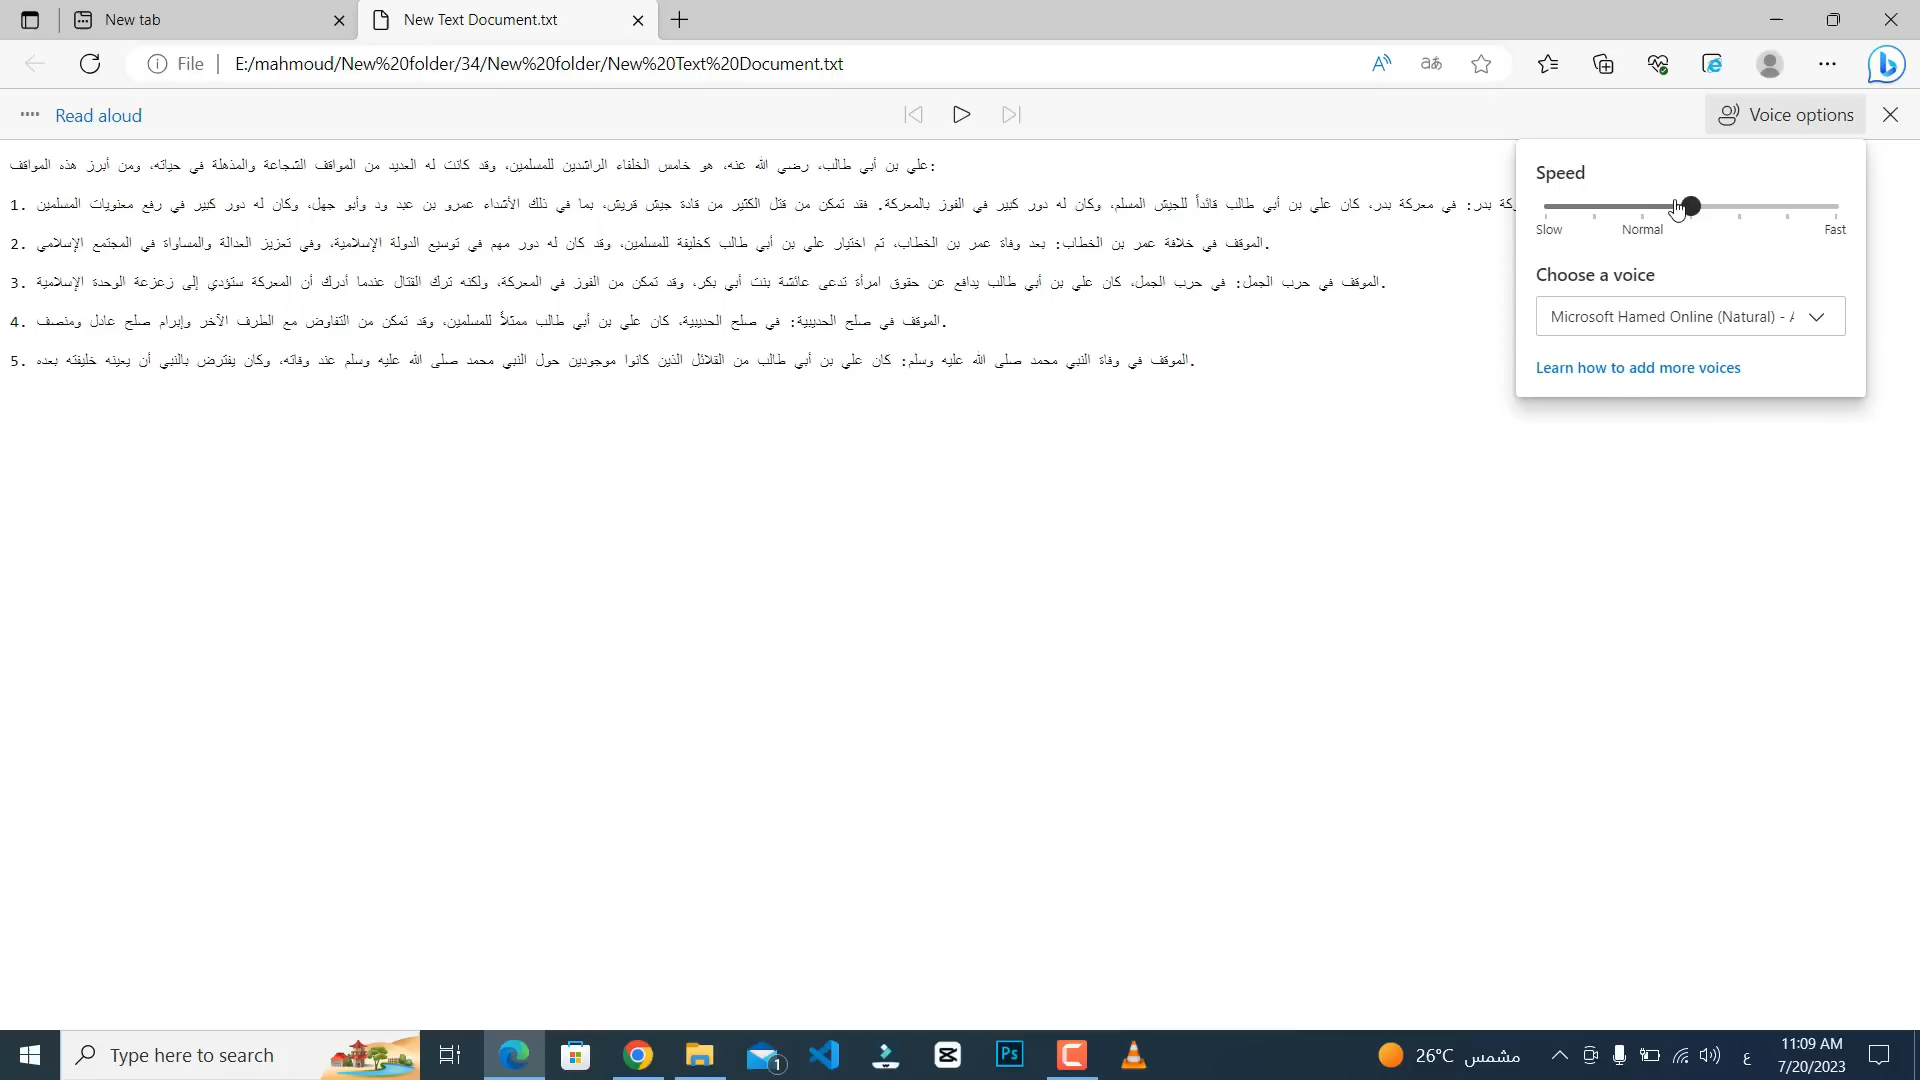 New tab
New Text Document.txt
File
E:/mahmoud/New%20folder/34/New%20folder/New%20Text%20Document.txt
Read aloud
Voice options
علي بن أبي طالب، رضي الله عنه، هو خامس الخلفاء الراشدين للمسلمين، وقد كانت له العديد من المواقف الشجاعة والمذهلة في حياته، ومن أبرز هذه المواقف:
1. كة بدر: في معركة بدر، كان علي بن أبي طالب قائداً للجيش المسلم، وكان له دور كبير في الفوز بالمعركة. فقد تمكن من قتل الكثير من قادة جيش قريش، بما في ذلك الأشداء عمرو بن عبد ود وأبو جهل، وكان له دور كبير في رفع معنويات المسلمين
2. الموقف في خلافة عمر بن الخطاب: بعد وفاة عمر بن الخطاب، تم اختيار علي بن أبي طالب كخليفة للمسلمين، وقد كان له دور مهم في توسيع الدولة الإسلامية، وفي تعزيز العدالة والمساواة في المجتمع الإسلامي.
3. الموقف في حرب الجمل: في حرب الجمل، كان علي بن أبي طالب يدافع عن حقوق امرأة تدعى عائشة بنت أبي بكر، وقد تمكن من الفوز في المعركة، ولكنه ترك القتال عندما أدرك أن المعركة ستؤدي إلى زعزعة الوحدة الإسلامية.
4. الموقف في صلح الحديبية: في صلح الحديبية، كان علي بن أبي طالب ممثلاً للمسلمين، وقد تمكن من التفاوض مع الطرف الآخر وإبرام صلح عادل ومنصف.
5. الموقف في وفاة النبي محمد صلى الله عليه وسلم: كان علي بن أبي طالب من القلائل الذين كانوا موجودين حول النبي محمد صلى الله عليه وسلم عند وفاته، وكان يفترض بالنبي أن يعينه خليفته بعده.
Speed
Slow Normal Fast
Choose a voice
Microsoft Hamed Online (Natural) -
Learn how to add more voices
Type here to search
1
Ps
26°C مشمس
ع
11:09 AM
7/20/2023